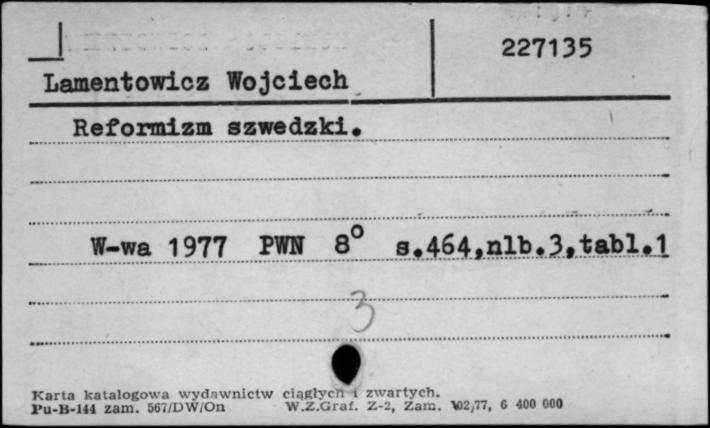 227135
Lamentowicz Wojciech
Reformizm szwedzki.
W-wa 1977 PWN 8° s.464,nlb.3,tabl.1
3
Karta katalogowa wydawnictw ciągłych i zwartych.
Pu-B-144 zam. 567/DW/On W.Z.Graf. Z-2, Zam. 102/77, 6 400 000